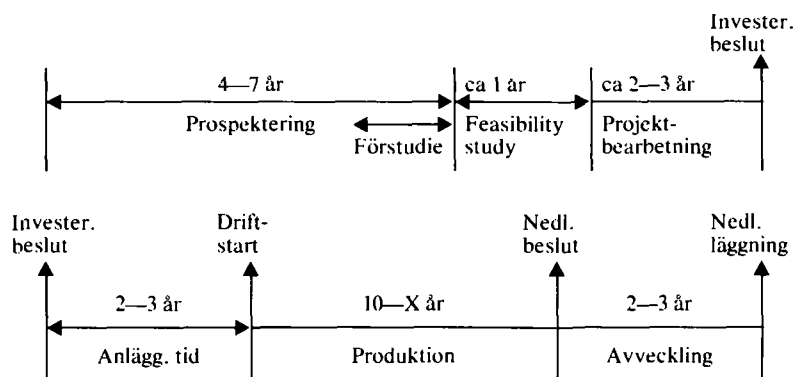 Invester.
beslut
4—7 år
ca 1 år
ca 2—3 år
Prospektering
Förstudie
Feasibility
study
Projekt-
bearbetning
Invester.
beslut
Drift-
start
Nedl.
beslut
Nedl.
läggning
2—3 år
10—X år
2—3 år
Anlägg. tid
Produktion
Avveckling